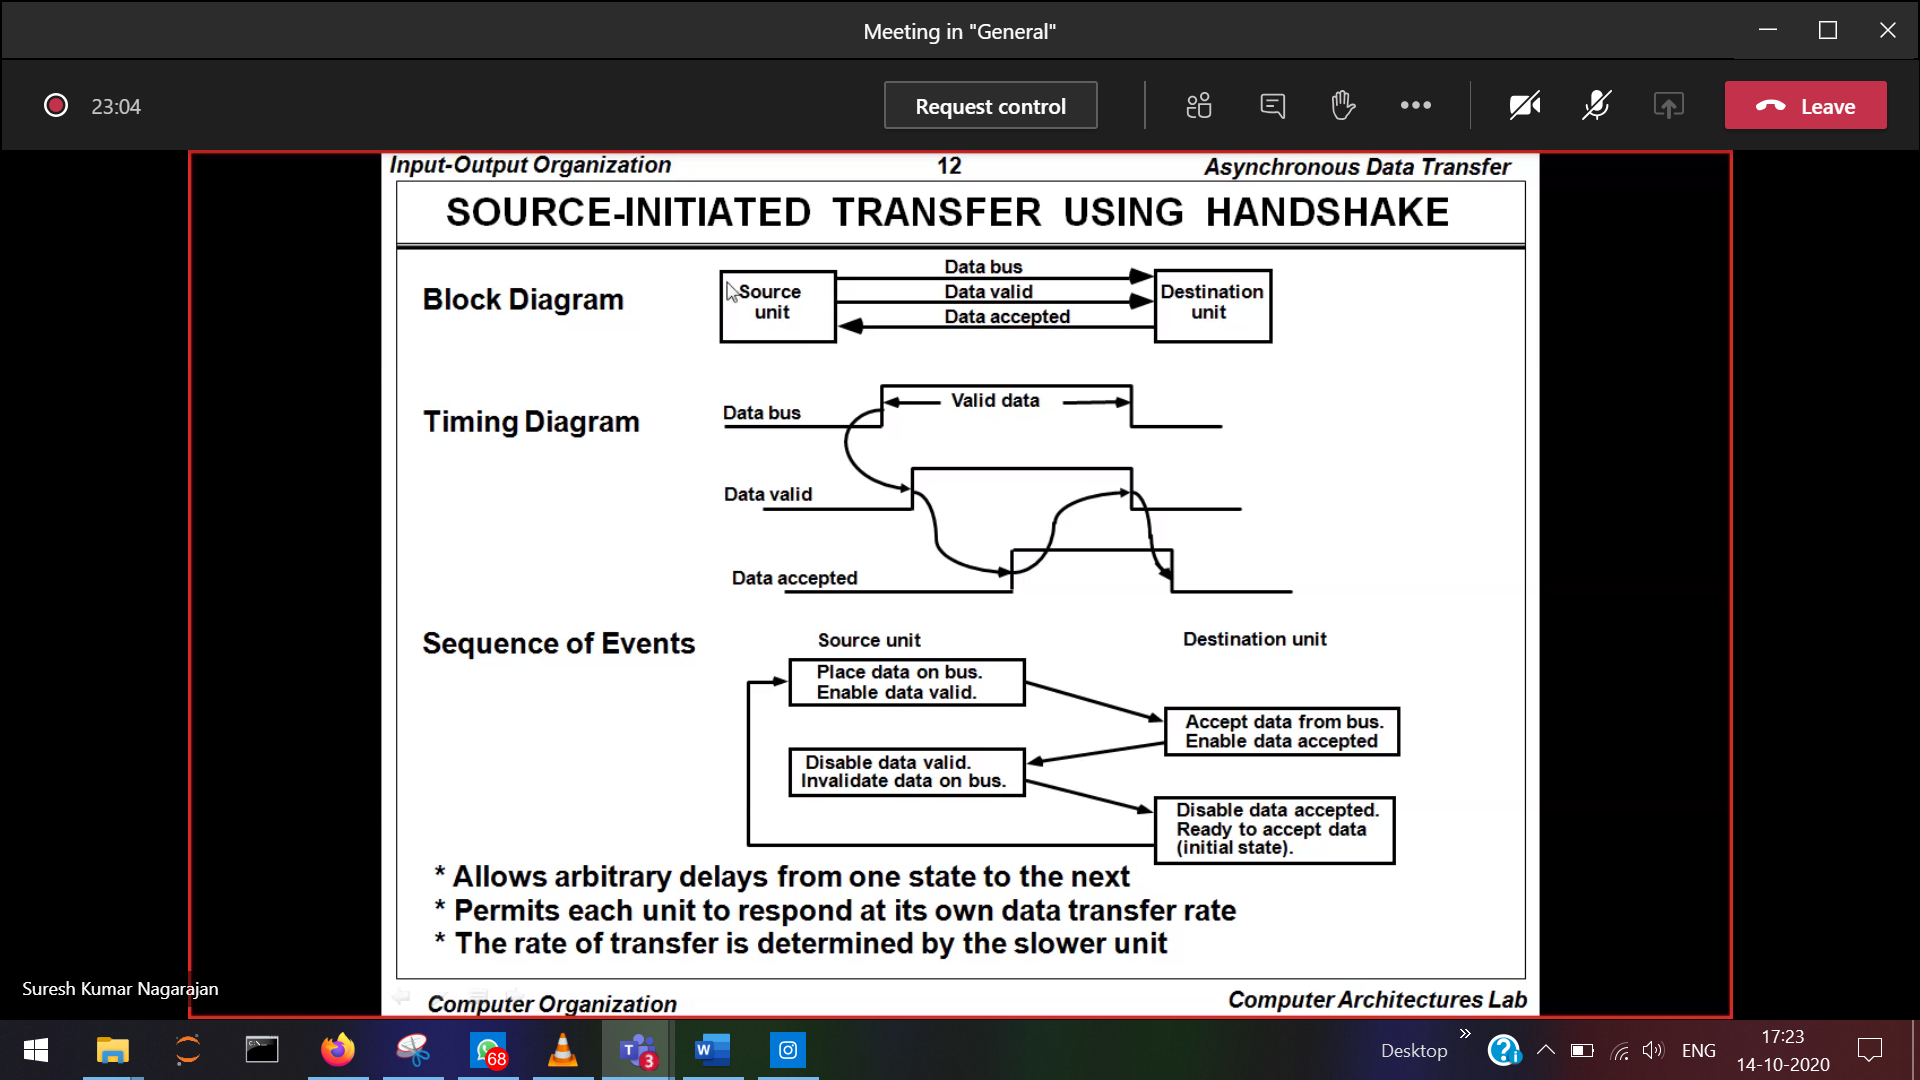 Meeting in "General"
23:04
Request control
Leave
Input-Output Organization 12 Asynchronous Data Transfer
SOURCE-INITIATED TRANSFER USING HANDSHAKE
Block Diagram
Source
unit
Data bus
Data valid
Data accepted
Destination
unit
Timing Diagram
Data bus
Valid data
Data valid
Data accepted
Sequence of Events
Source unit
Destination unit
Place data on bus.
Enable data valid.
Accept data from bus.
Enable data accepted
Disable data valid.
Invalidate data on bus.
Disable data accepted.
Ready to accept data
(initial state).
* Allows arbitrary delays from one state to the next
* Permits each unit to respond at its own data transfer rate
* The rate of transfer is determined by the slower unit
Suresh Kumar Nagarajan
Computer Organization
Computer Architectures Lab
68
T
3
W
Desktop
ENG
17:23
14-10-2020